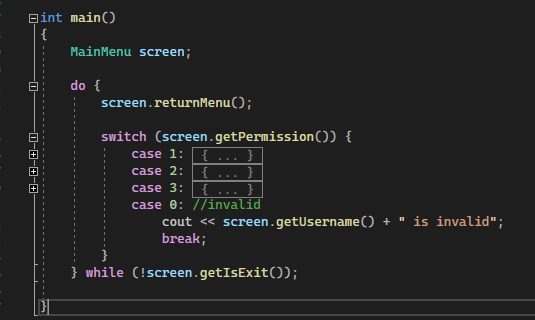 int main()
{
    MainMenu screen;
    do {
        screen.returnMenu();
        switch (screen.getPermission()) {
            case 1: { ... }
            case 2: { ... }
            case 3: { ... }
            case 0: //invalid
                cout << screen.getUsername() + " is invalid";
                break;
        }
    } while (!screen.getIsExit());
}